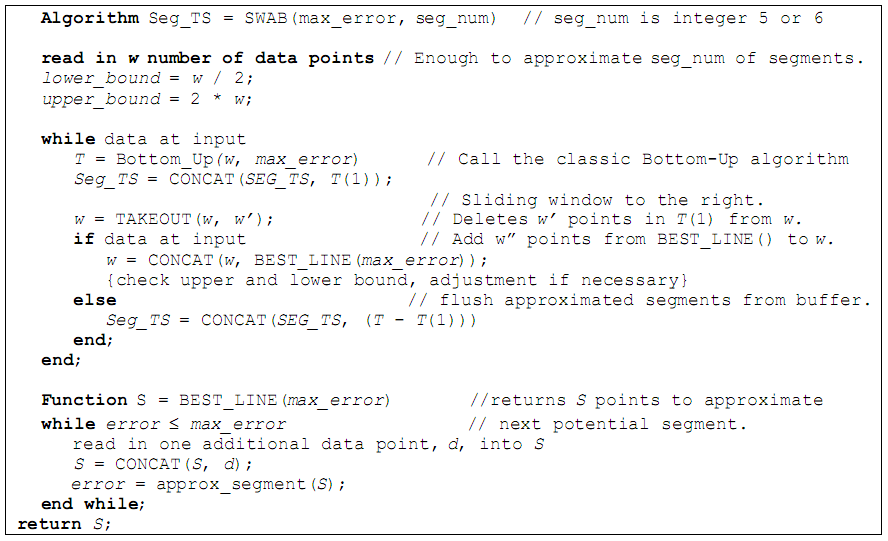 Algorithm Seg_TS = SWAB(max_error, seg_num) // seg_num is integer 5 or 6
read in w number of data points // Enough to approximate seg_num of segments.
lower_bound = w / 2;
upper_bound = 2 * w;
while data at input
T = Bottom_Up(w, max_error) // Call the classic Bottom-Up algorithm
Seg_TS = CONCAT(SEG_TS, T(1));
// Sliding window to the right.
w = TAKEOUT(w, w’); // Deletes w’ points in T(1) from w.
if data at input // Add w” points from BEST_LINE() to w.
w = CONCAT(w, BEST_LINE(max_error));
{check upper and lower bound, adjustment if necessary}
else // flush approximated segments from buffer.
Seg_TS = CONCAT(SEG_TS, (T - T(1)))
end;
end;
Function S = BEST_LINE(max_error) //returns S points to approximate
while error ≤ max_error // next potential segment.
read in one additional data point, d, into S
S = CONCAT(S, d);
error = approx_segment(S);
end while;
return S;